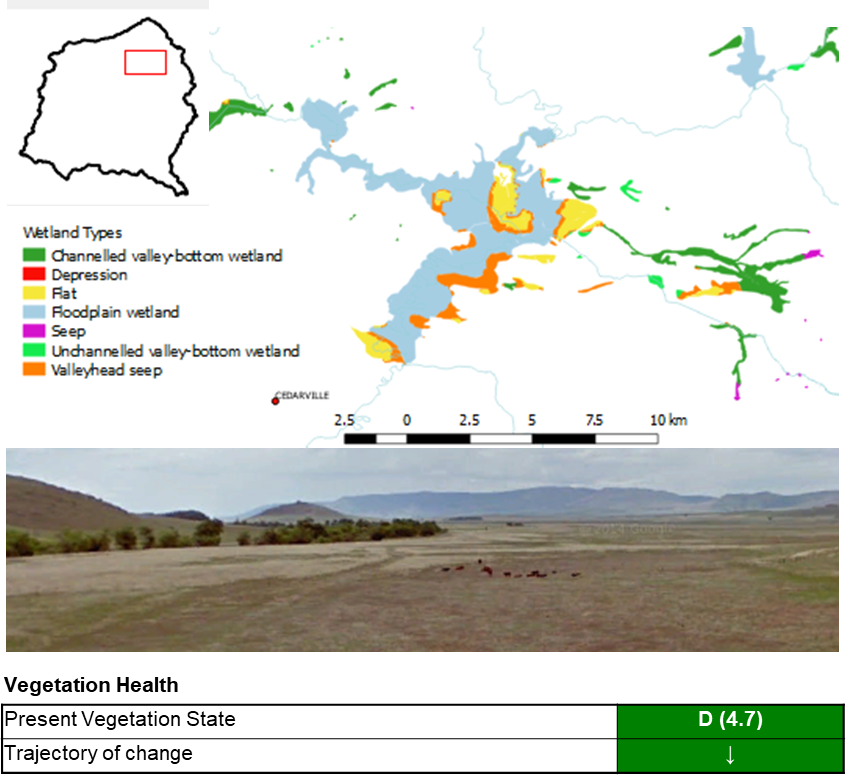 Wetland Types
Channelled valley-bottom wetland
Depression
Flat
Floodplain wetland
Seep
Unchannelled valley-bottom wetland
Valleyhead seep
CEDARVILLE
2.5 0 2.5 5 7.5 10 km
Vegetation Health
Present Vegetation State D (4.7)
Trajectory of change ↓